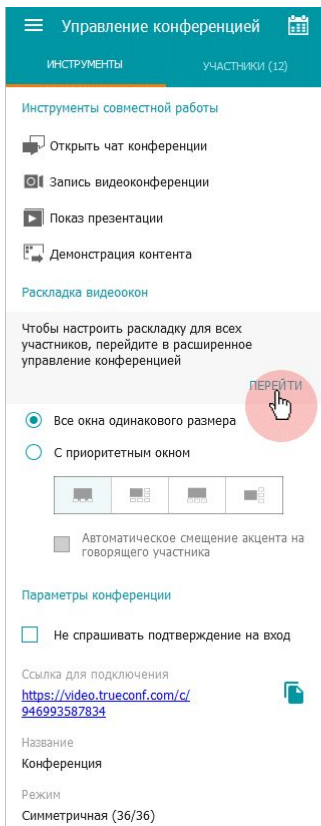 Управление конференцией
ИНСТРУМЕНТЫ
УЧАСТНИКИ (12)
Инструменты совместной работы
Открыть чат конференции
Запись видеоконференции
Показ презентации
Демонстрация контента
Раскладка видеоокон
Чтобы настроить раскладку для всех
участников, перейдите в расширенное
управление конференцией
ПЕРЕЙТИ
Все окна одинакового размера
С приоритетным окном
Автоматическое смещение акцента на
говорящего участника
Параметры конференции
Не спрашивать подтверждение на вход
Ссылка для подключения
https://video.trueconf.com/c/
946993587834
Название
Конференция
Режим
Симметричная (36/36)